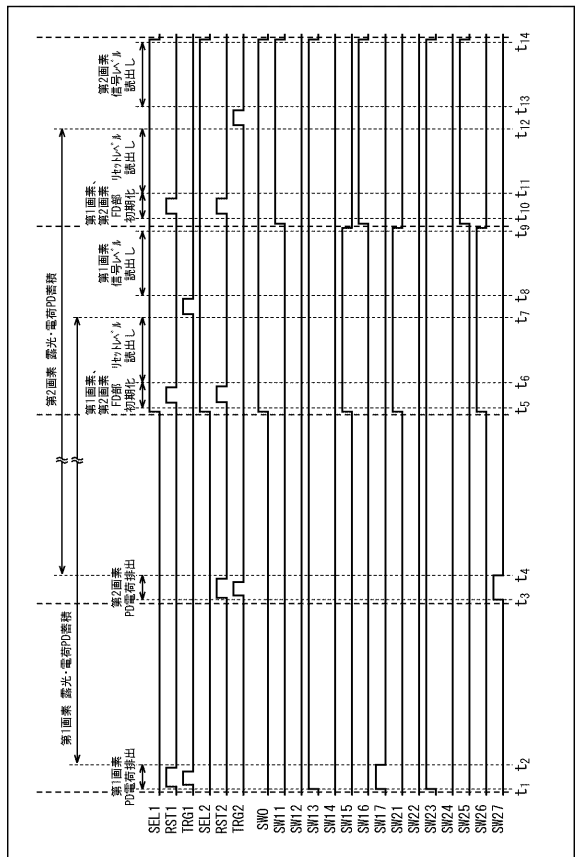 第1画素 露光・電荷PD蓄積
第2画素 露光・電荷PD蓄積
第1画素
PD電荷排出
第2画素
PD電荷排出
第1画素、
第2画素
FD部
初期化
リセットレベル
読出し
第1画素
信号レベル
読出し
第1画素、
第2画素
FD部
初期化
リセットレベル
読出し
第2画素
信号レベル
読出し
SEL1
RST1
TRG1
SEL2
RST2
TRG2
SW0
SW11
SW12
SW13
SW14
SW15
SW16
SW17
SW21
SW22
SW23
SW24
SW25
SW26
SW27
t1
t2
t3
t4
t5
t6
t7
t8
t9
t10
t11
t12
t13
t14